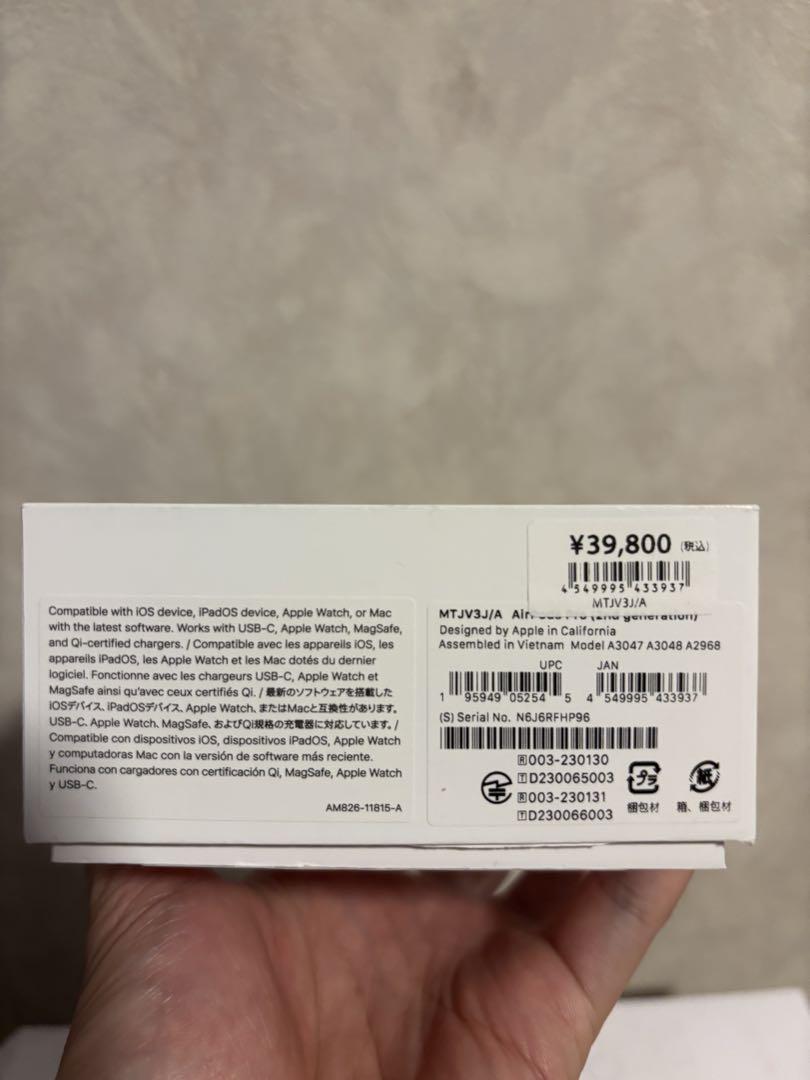 ¥39,800 (税込)
4 549995 433937
MTJV3J/A
Compatible with iOS device, iPadOS device, Apple Watch, or Mac
with the latest software. Works with USB-C, Apple Watch, MagSafe,
and Qi-certified chargers. / Compatible avec les appareils iOS, les
appareils iPadOS, les Apple Watch et les Mac dotés du dernier
logiciel. Fonctionne avec les chargeurs USB-C, Apple Watch et
MagSafe ainsi qu'avec ceux certifiés Qi. / 最新のソフトウェアを搭載した
iOSデバイス、iPadOSデバイス、Apple Watch、またはMacと互換性があります。
USB-C、Apple Watch、MagSafe、およびQi規格の充電器に対応しています。/
Compatible con dispositivos iOS, dispositivos iPadOS, Apple Watch
y computadoras Mac con la versión de software más reciente.
Funciona con cargadores con certificación Qi, MagSafe, Apple Watch
y USB-C.
AM826-11815-A
MTJV3J/A AirPods Pro (2nd generation)
Designed by Apple in California
Assembled in Vietnam Model A3047 A3048 A2968
UPC JAN
1 95949 05254 5 4 549995 433937
(S) Serial No. N6J6RFHP96
R 003-230130
T D230065003
R 003-230131
T D230066003
プラ
梱包材
紙
箱、梱包材